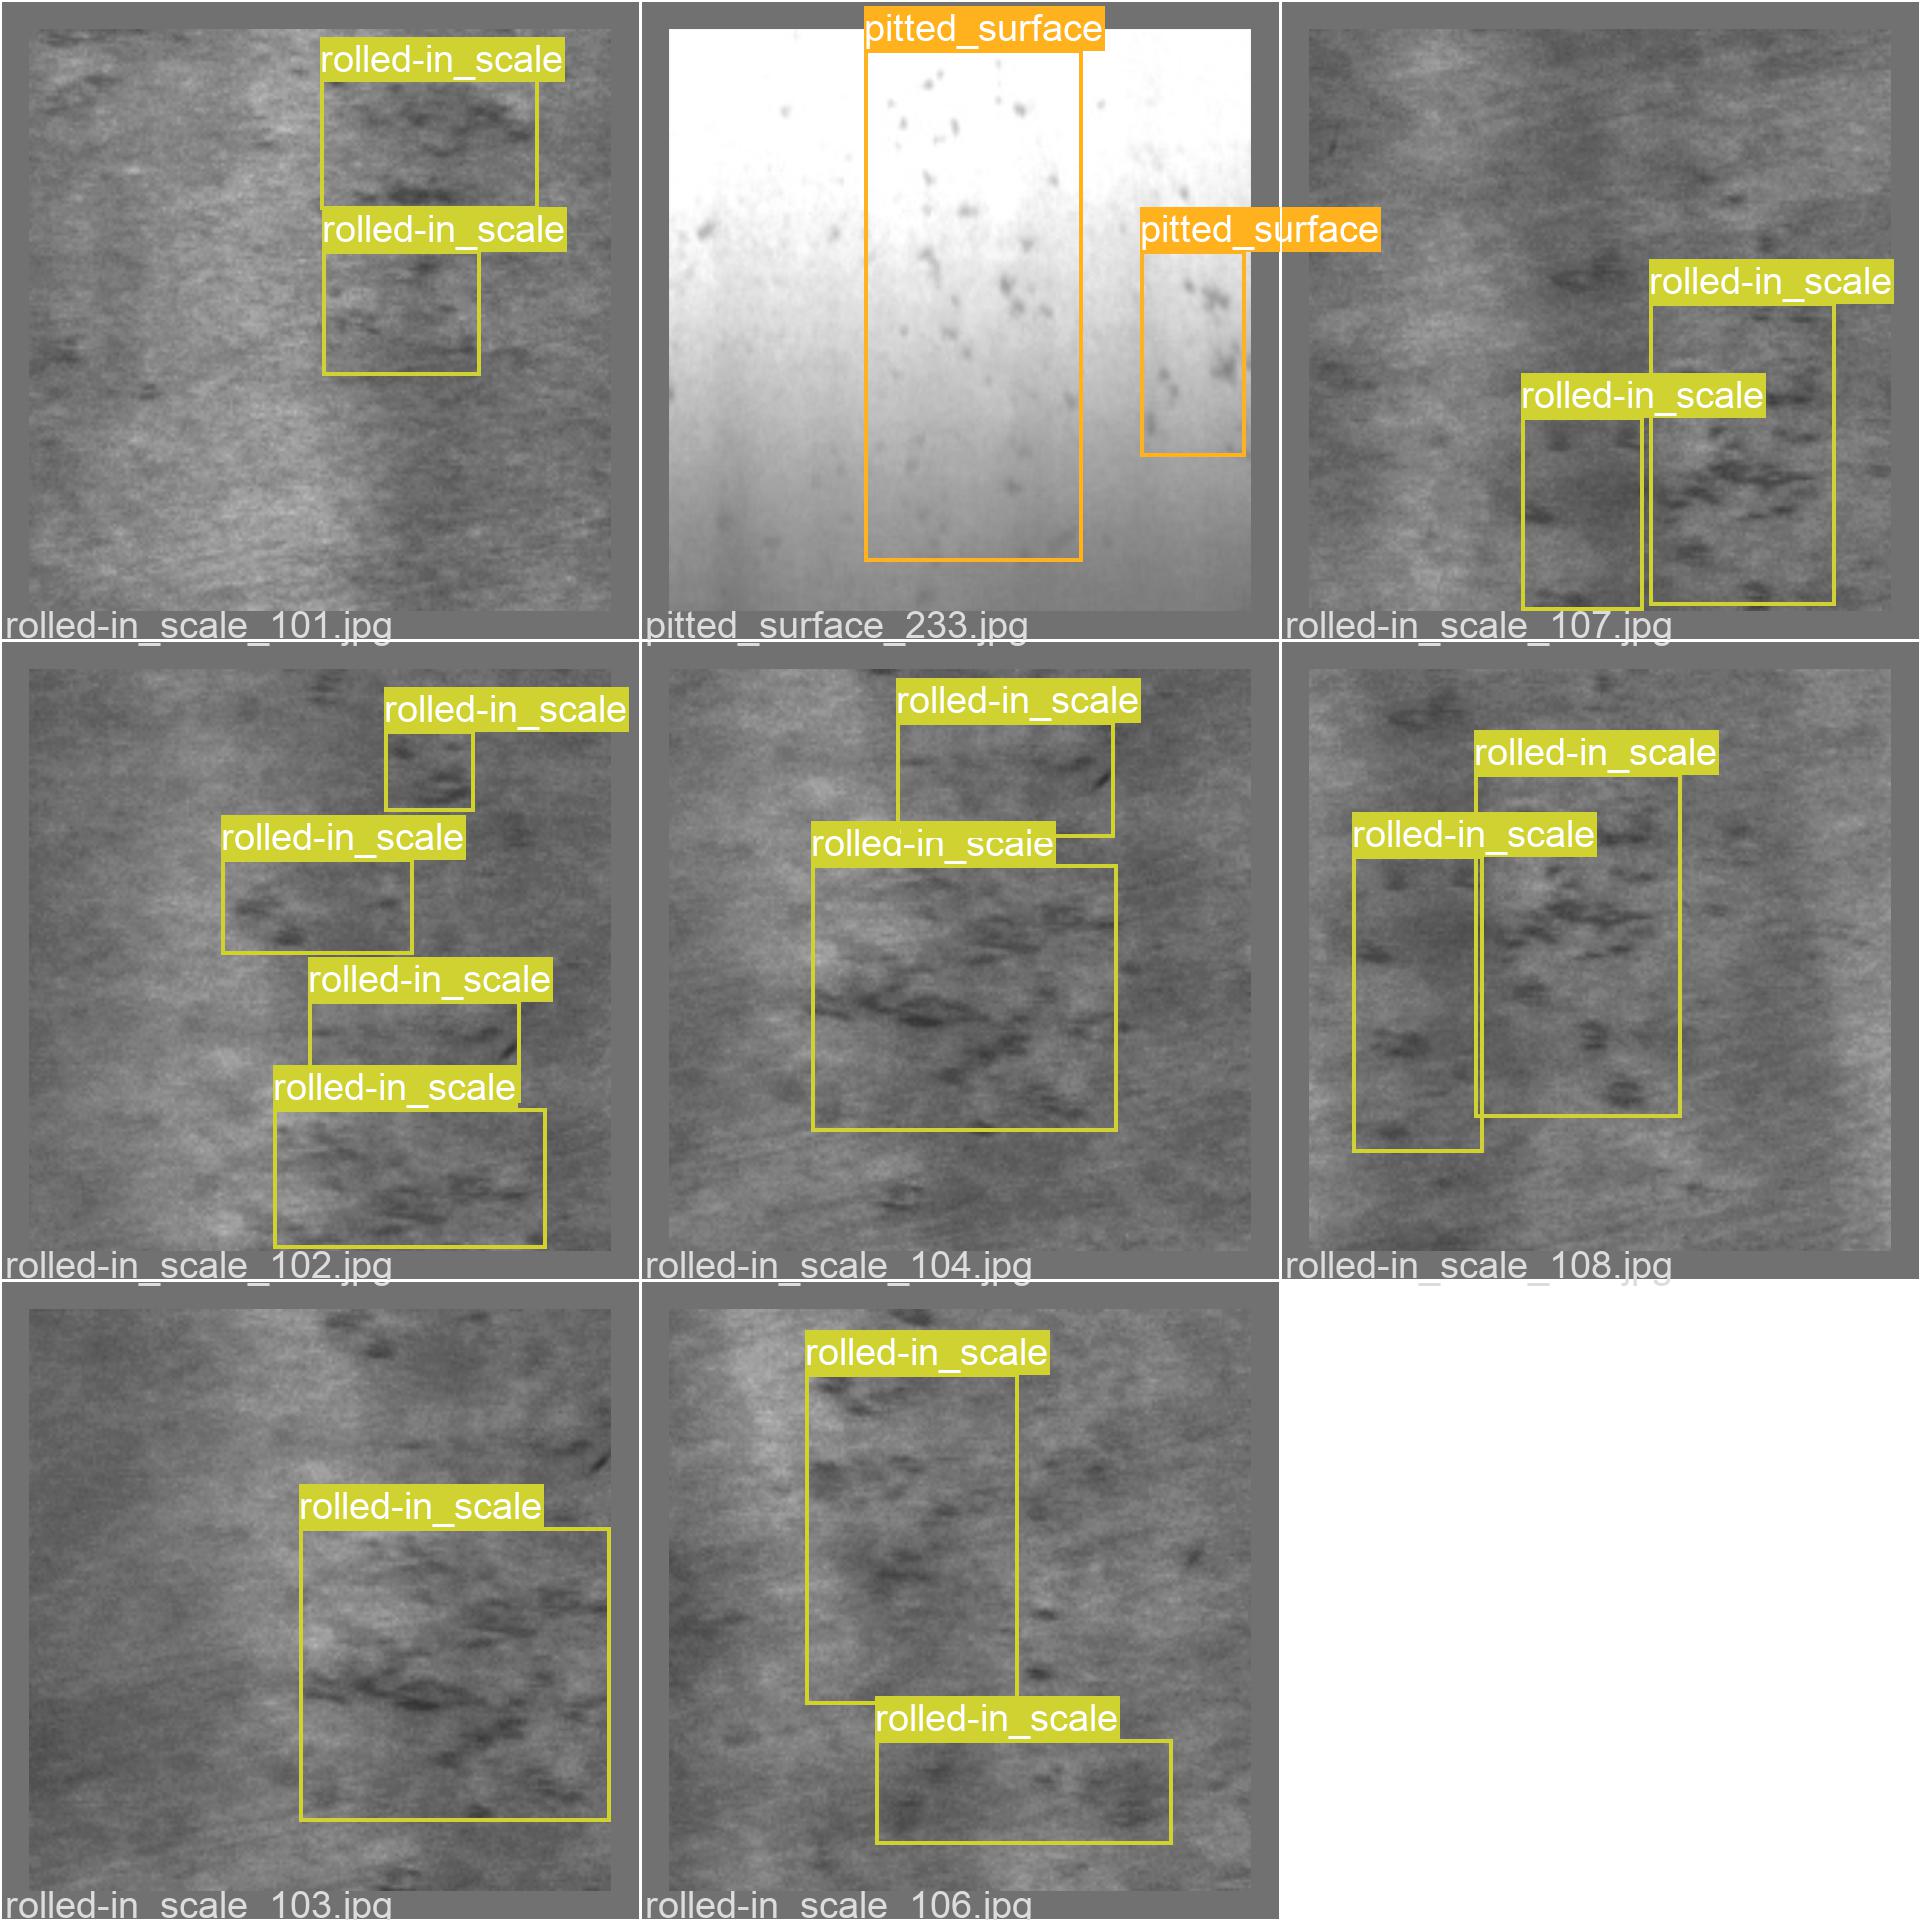 rolled-in_scale
rolled-in_scale
rolled-in_scale_101.jpg
pitted_surface
pitted_surface
pitted_surface_233.jpg
rolled-in_scale
rolled-in_scale
rolled-in_scale_107.jpg
rolled-in_scale
rolled-in_scale
rolled-in_scale
rolled-in_scale
rolled-in_scale_102.jpg
rolled-in_scale
rolled-in_scale
rolled-in_scale_104.jpg
rolled-in_scale
rolled-in_scale
rolled-in_scale_108.jpg
rolled-in_scale
rolled-in_scale_103.jpg
rolled-in_scale
rolled-in_scale
rolled-in_scale_106.jpg